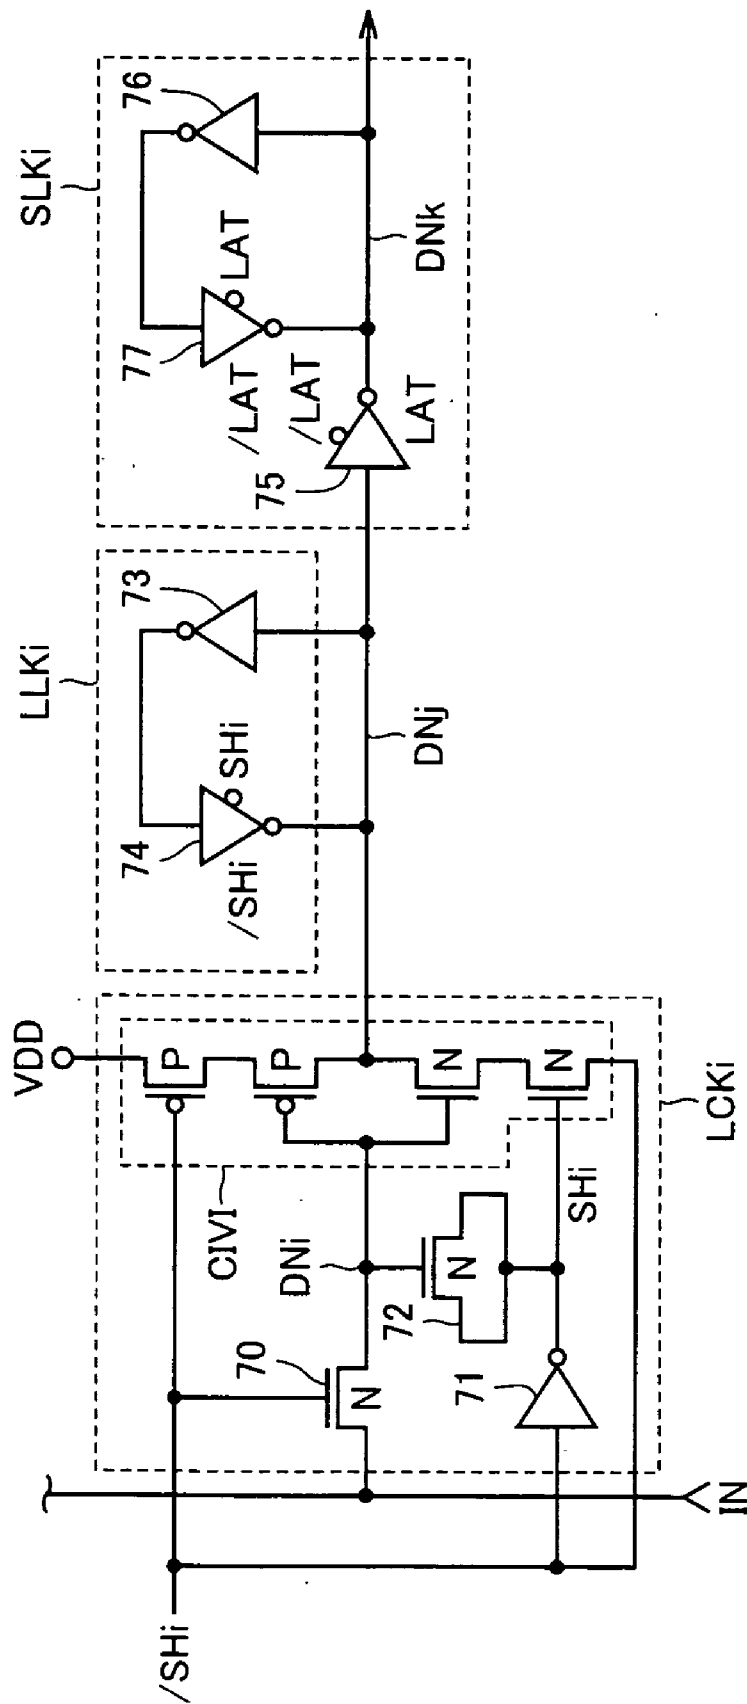 SLKi
76
77
LAT
/LAT
/LAT
75
LAT
DNk
LLKi
73
74
SHi
/SHi
DNj
VDD
P
P
N
N
CIVI
LCKi
DNi
SHi
N
72
70
N
71
IN
/SHi